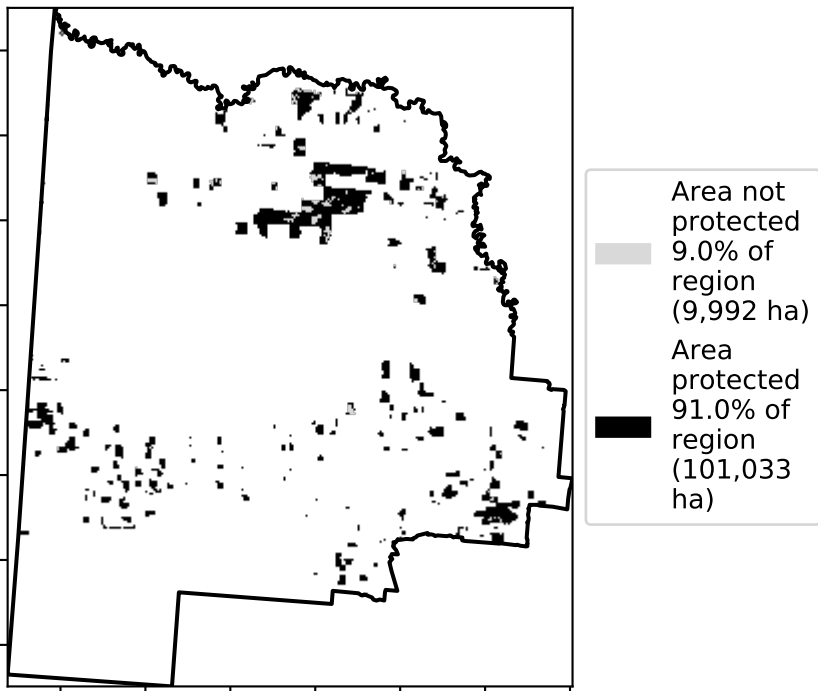 Area not
protected
9.0% of
region
(9,992 ha)
Area
protected
91.0% of
region
(101,033
ha)